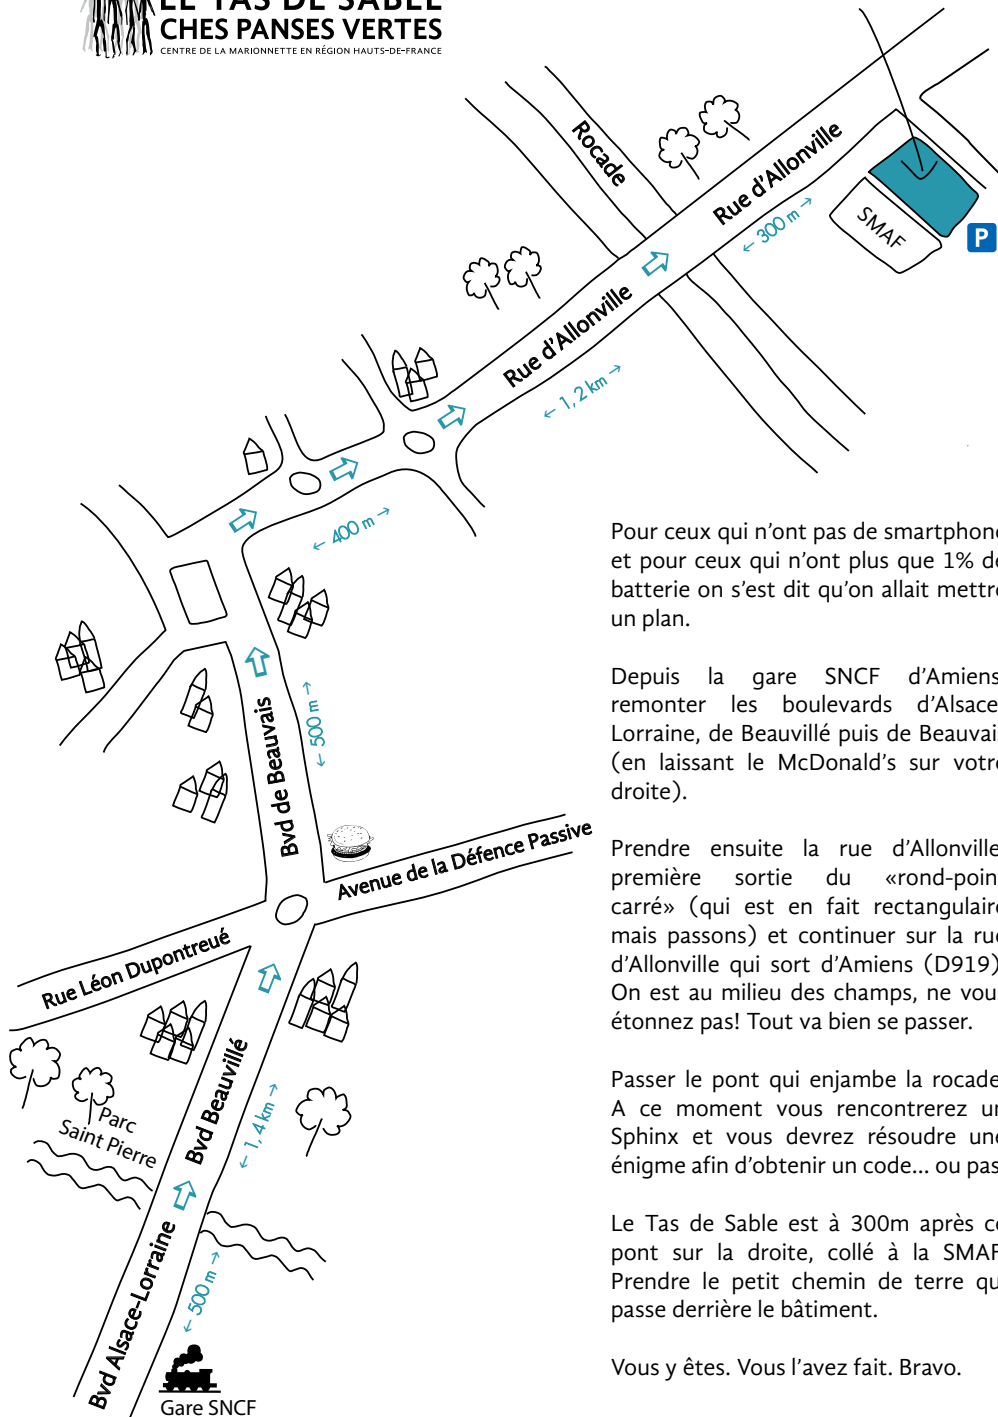 LE TAS DE SABLE
CHES PANSES VERTES
CENTRE DE LA MARIONNETTE EN RÉGION HAUTS-DE-FRANCE
Rocade
Rue d'Allonville
← 300 m →
SMAF
P
Rue d'Allonville
← 1, 2 km →
← 400 m →
Bvd de Beauvais
← 500 m →
Avenue de la Défence Passive
Rue Léon Dupontreué
Bvd Beauvillé
← 1, 4 km →
Parc
Saint Pierre
Bvd Alsace-Lorraine
← 500 m →
Gare SNCF
Pour ceux qui n'ont pas de smartphone
et pour ceux qui n'ont plus que 1% de
batterie on s'est dit qu'on allait mettre
un plan.
Depuis la gare SNCF d'Amiens
remonter les boulevards d'Alsace
Lorraine, de Beauvillé puis de Beauvais
(en laissant le McDonald's sur votre
droite).
Prendre ensuite la rue d'Allonville
première sortie du «rond-point
carré» (qui est en fait rectangulaire
mais passons) et continuer sur la rue
d'Allonville qui sort d'Amiens (D919)
On est au milieu des champs, ne vous
étonnez pas! Tout va bien se passer.
Passer le pont qui enjambe la rocade
A ce moment vous rencontrerez un
Sphinx et vous devrez résoudre une
énigme afin d'obtenir un code... ou pas
Le Tas de Sable est à 300m après ce
pont sur la droite, collé à la SMAF
Prendre le petit chemin de terre qui
passe derrière le bâtiment.
Vous y êtes. Vous l'avez fait. Bravo.